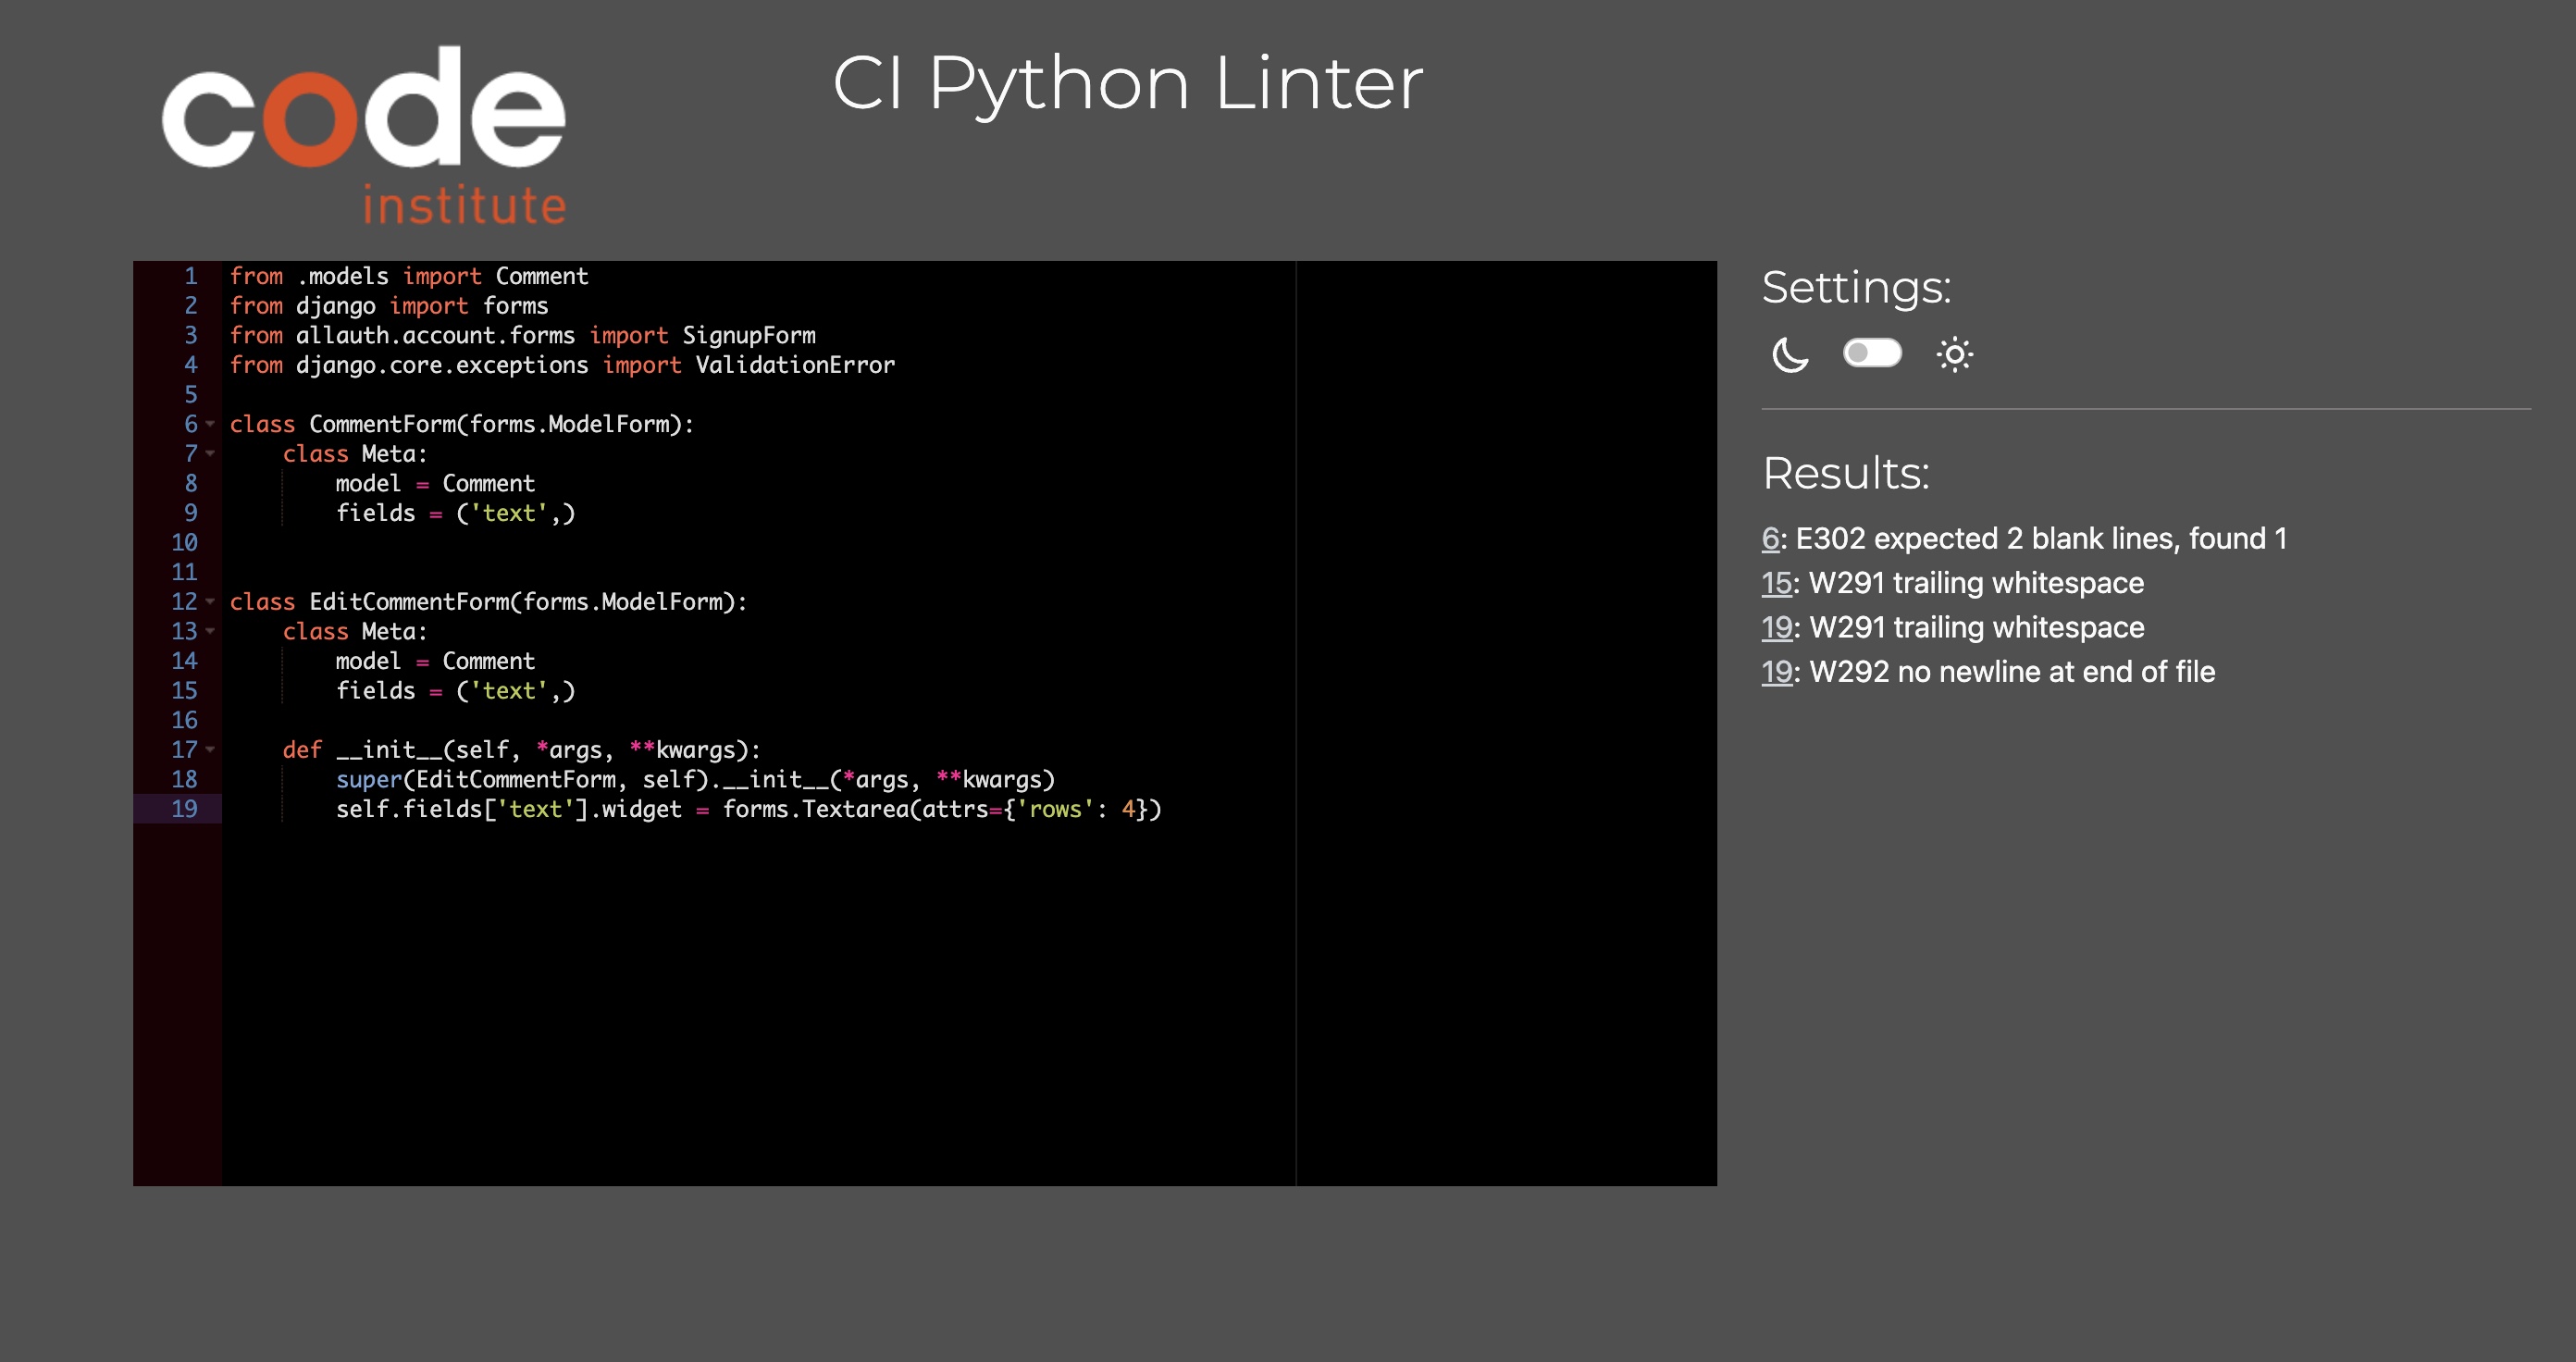 code
institute
CI Python Linter
1 from .models import Comment
2 from django import forms
3 from allauth.account.forms import SignupForm
4 from django.core.exceptions import ValidationError
5
6 class CommentForm(forms.ModelForm):
7     class Meta:
8         model = Comment
9         fields = ('text',)
10
11
12 class EditCommentForm(forms.ModelForm):
13     class Meta:
14         model = Comment
15         fields = ('text',)
16
17     def __init__(self, *args, **kwargs):
18         super(EditCommentForm, self).__init__(*args, **kwargs)
19         self.fields['text'].widget = forms.Textarea(attrs={'rows': 4})
Settings:
Results:
6: E302 expected 2 blank lines, found 1
15: W291 trailing whitespace
19: W291 trailing whitespace
19: W292 no newline at end of file